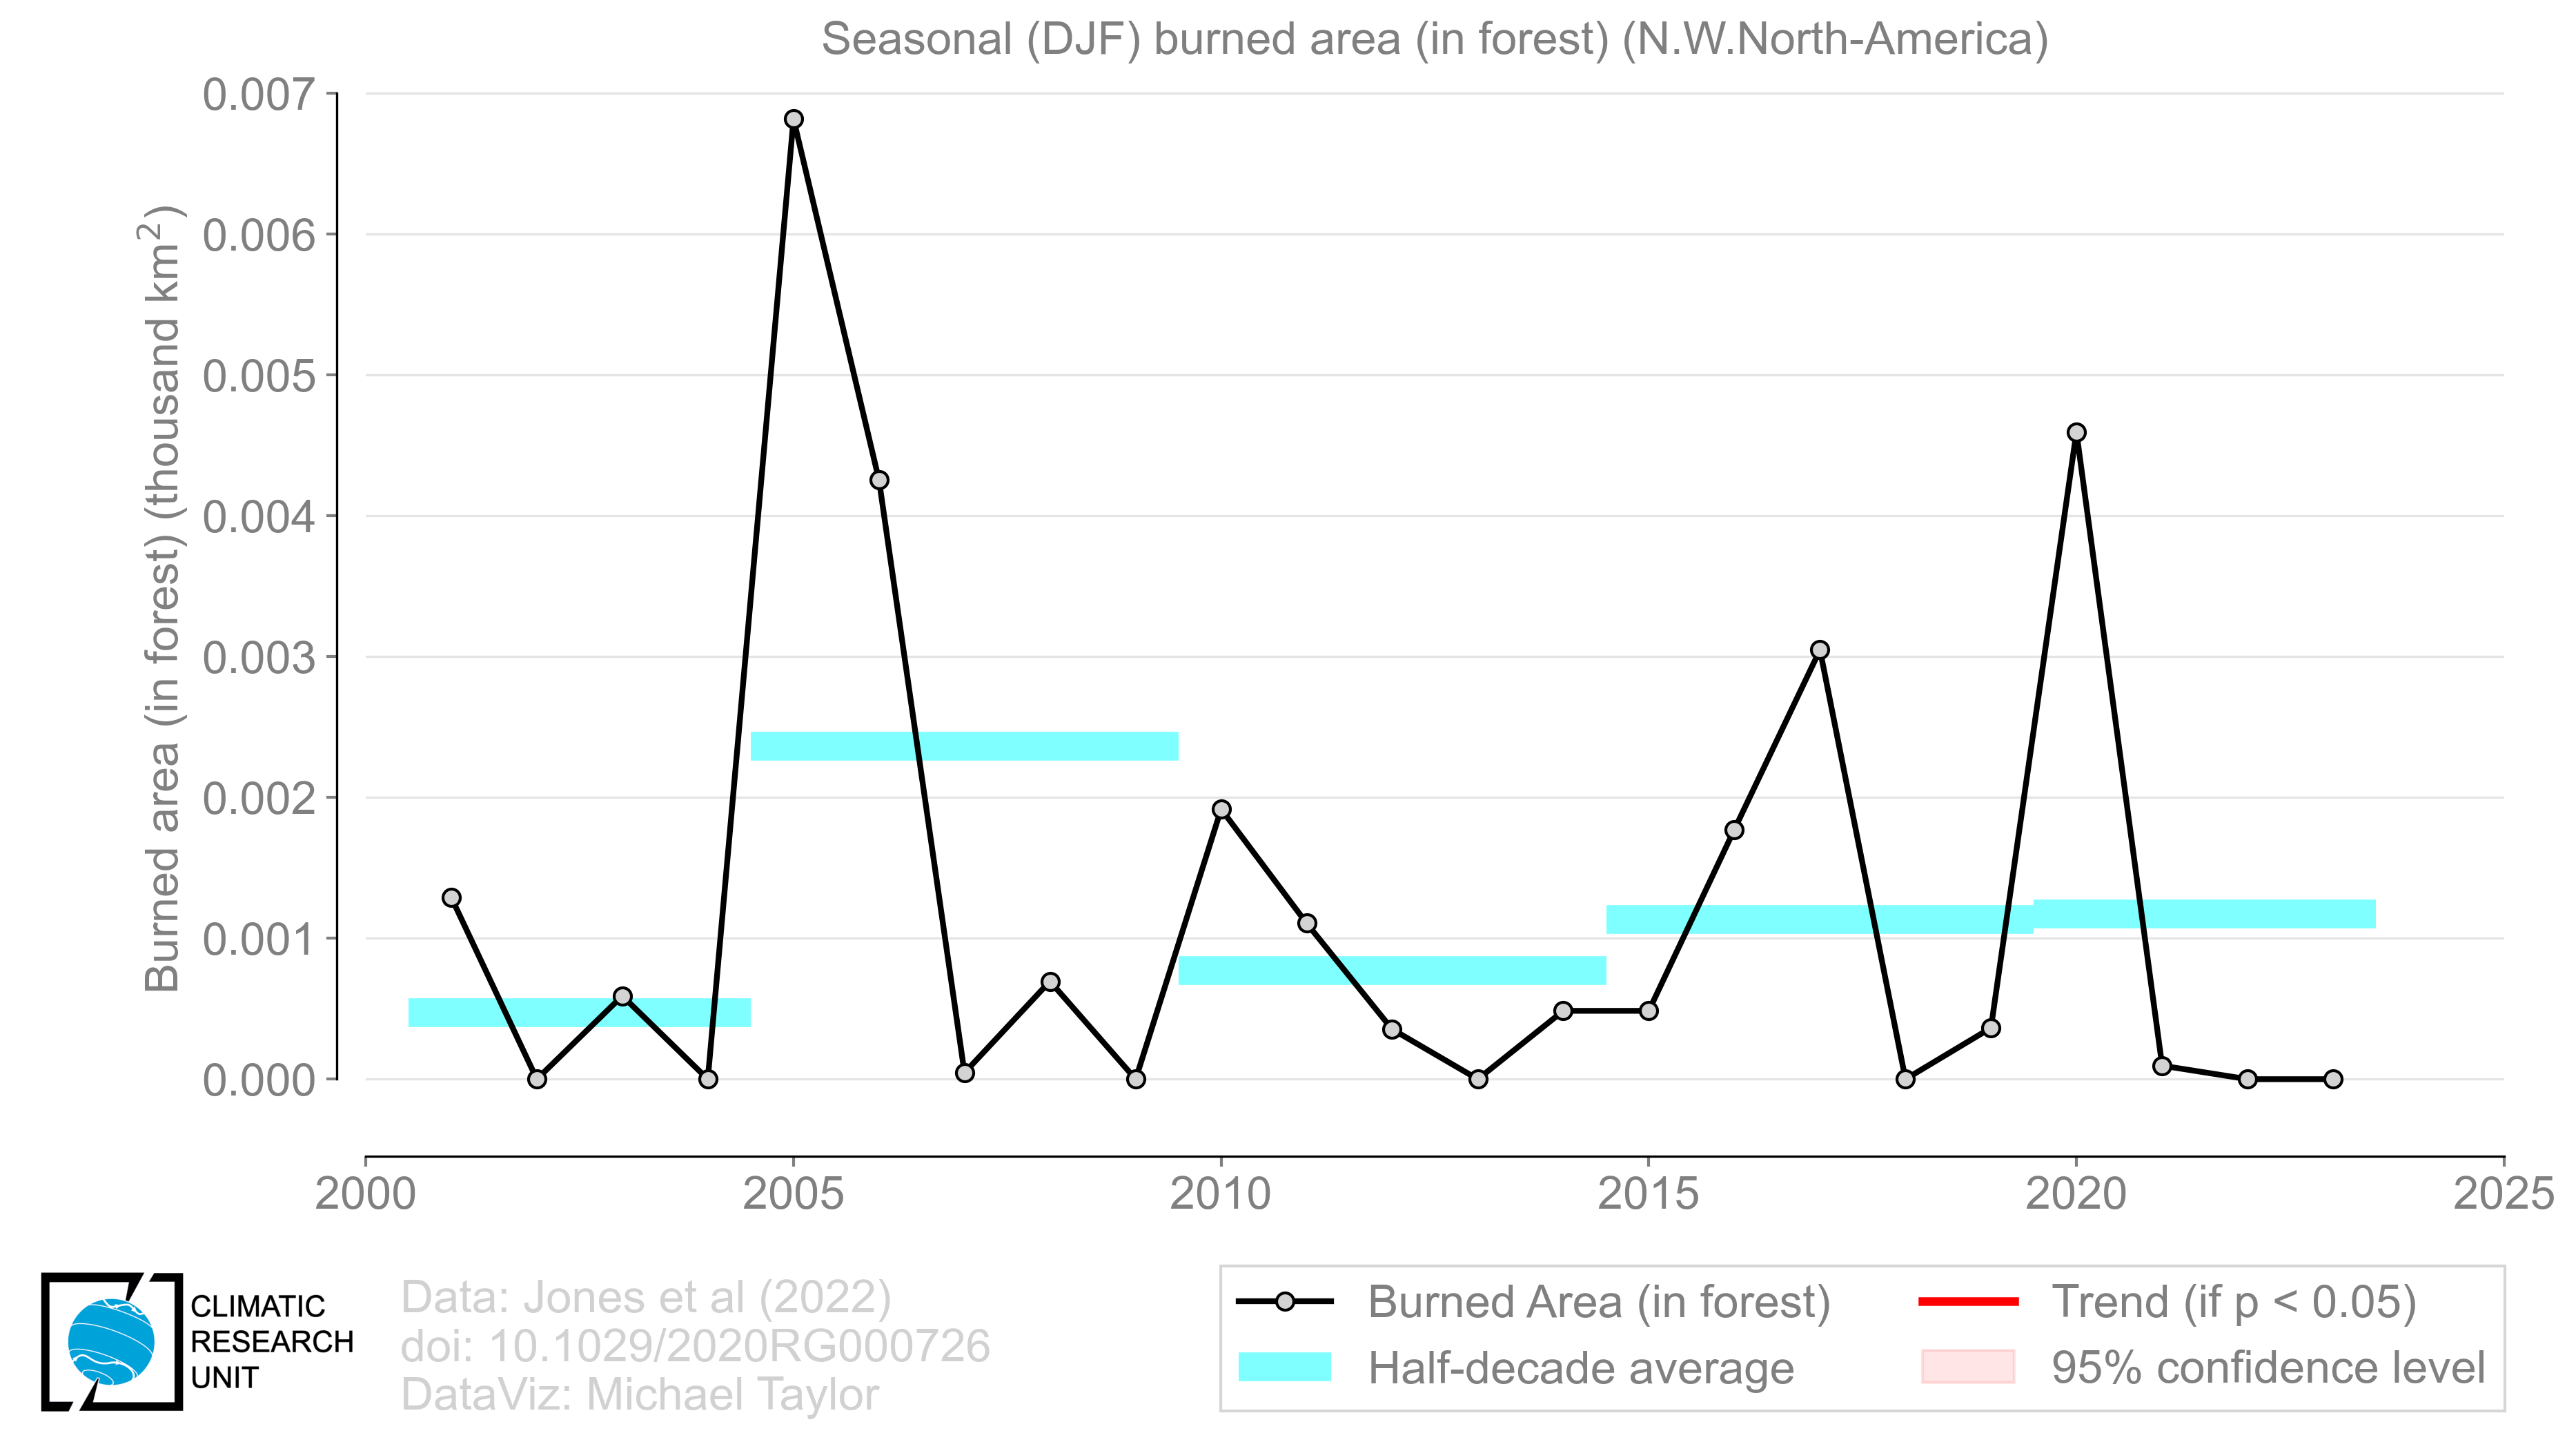 Seasonal (DJF) burned area (in forest) (N.W.North-America)
Burned area (in forest) (thousand km²)
0.007
0.006
0.005
0.004
0.003
0.002
0.001
0.000
2000
2005
2010
2015
2020
2025
CLIMATIC
RESEARCH
UNIT
Data: Jones et al (2022)
doi: 10.1029/2020RG000726
DataViz: Michael Taylor
Burned Area (in forest)
Half-decade average
Trend (if p < 0.05)
95% confidence level